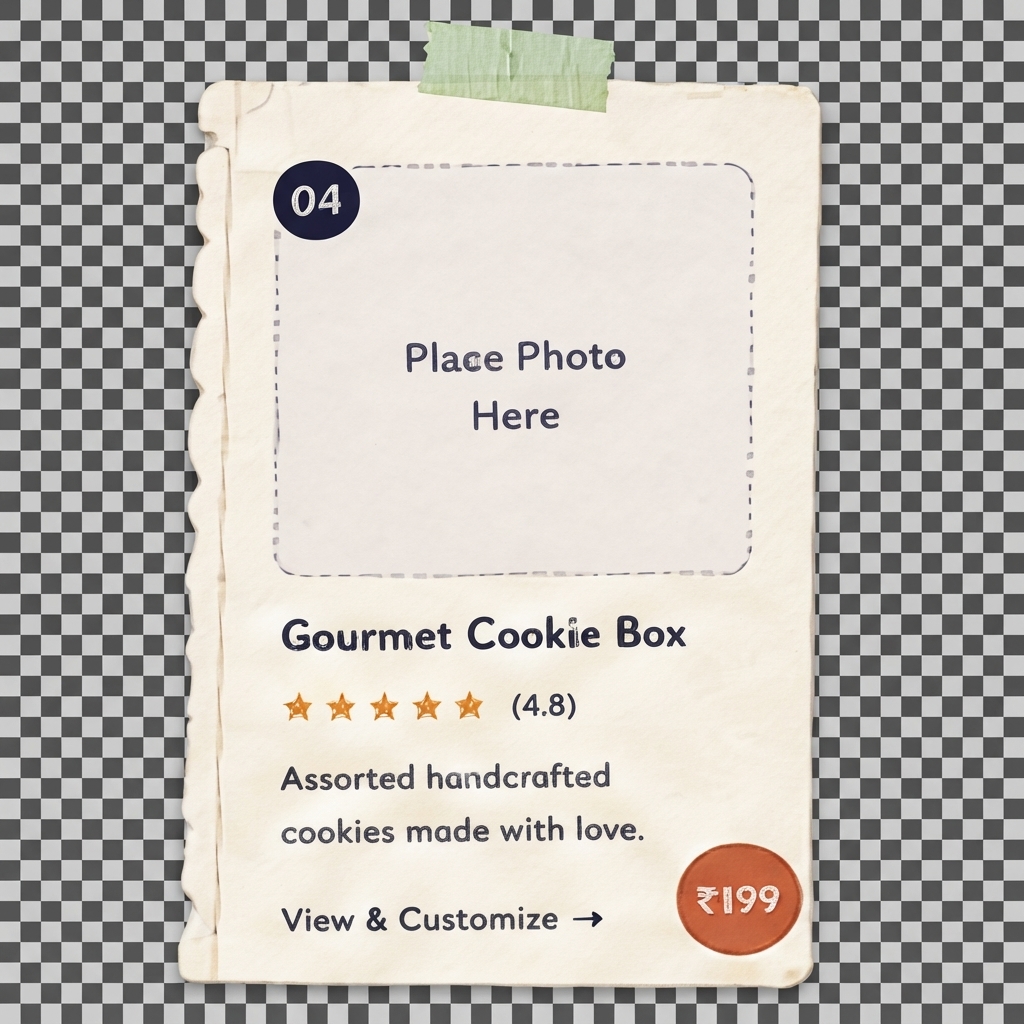 04
Place Photo
Here
Gourmet Cookie Box
(4.8)
Assorted handcrafted
cookies made with love.
View & Customize →
₹199